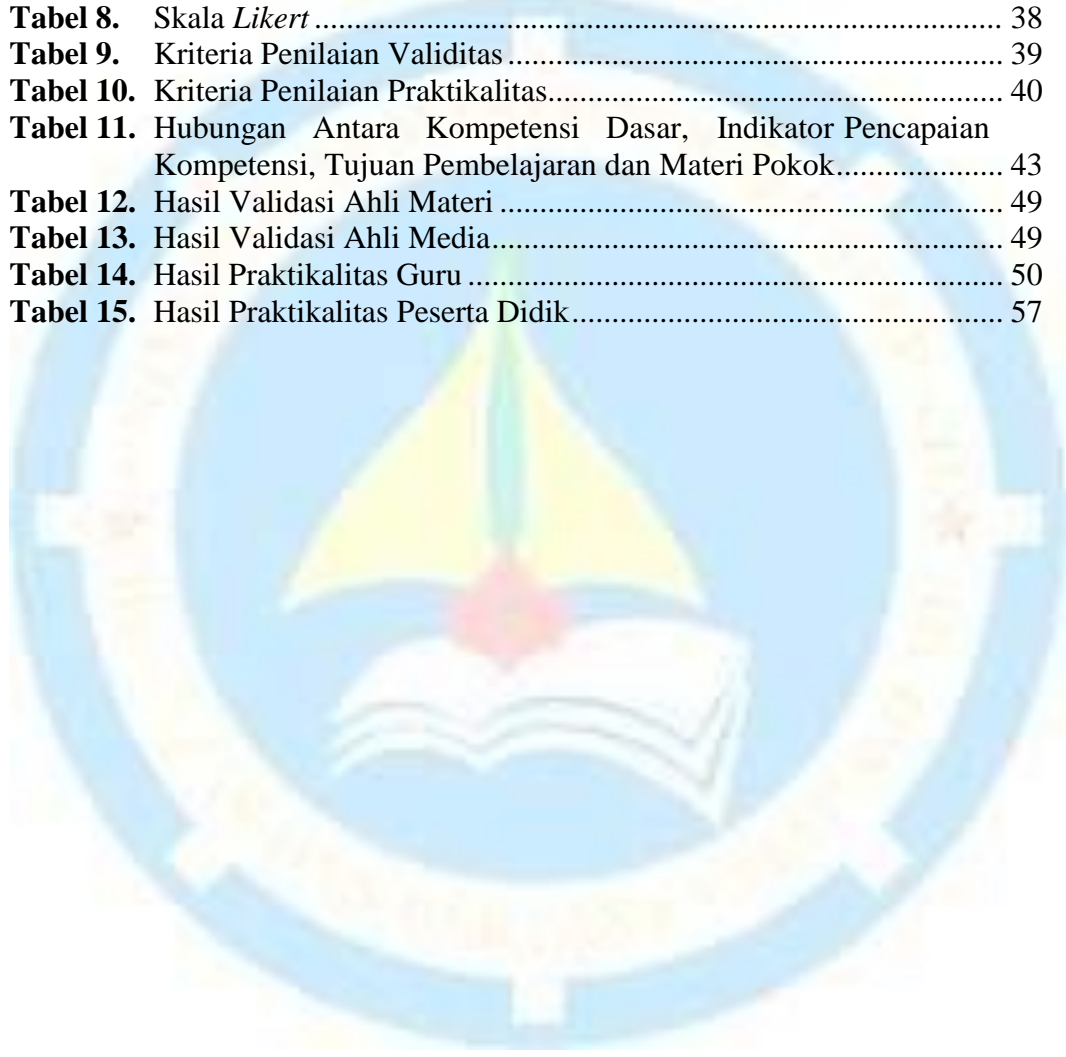 Tabel 8. Skala Likert ........................................................................................ 38
Tabel 9. Kriteria Penilaian Validitas ............................................................... 39
Tabel 10. Kriteria Penilaian Praktikalitas.......................................................... 40
Tabel 11. Hubungan Antara Kompetensi Dasar, Indikator Pencapaian
Kompetensi, Tujuan Pembelajaran dan Materi Pokok..................... 43
Tabel 12. Hasil Validasi Ahli Materi ................................................................ 49
Tabel 13. Hasil Validasi Ahli Media................................................................. 49
Tabel 14. Hasil Praktikalitas Guru .................................................................... 50
Tabel 15. Hasil Praktikalitas Peserta Didik....................................................... 57